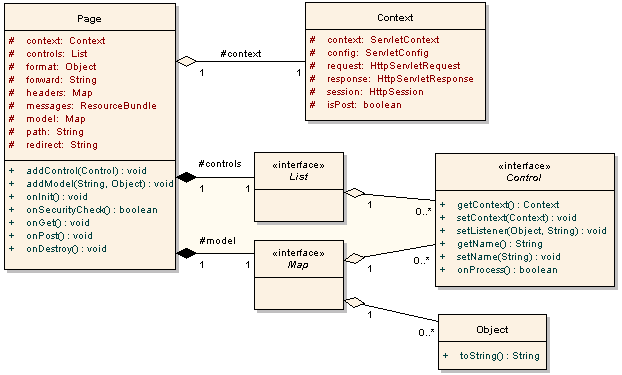 Page
# context: Context
# controls: List
# format: Object
# forward: String
# headers: Map
# messages: ResourceBundle
# model: Map
# path: String
# redirect: String
+ addControl(Control) : void
+ addModel(String, Object) : void
+ onInit() : void
+ onSecurityCheck() : boolean
+ onGet() : void
+ onPost() : void
+ onDestroy() : void
#context
1 1
Context
# context: ServletContext
# config: ServletConfig
# request: HttpServletRequest
# response: HttpServletResponse
# session: HttpSession
# isPost: boolean
#controls
1 1
«interface»
List
1 0..*
«interface»
Control
+ getContext() : Context
+ setContext(Context) : void
+ setListener(Object, String) : void
+ getName() : String
+ setName(String) : void
+ onProcess() : boolean
#model
1 1
«interface»
Map
1 0..*
1 0..*
Object
+ toString() : String